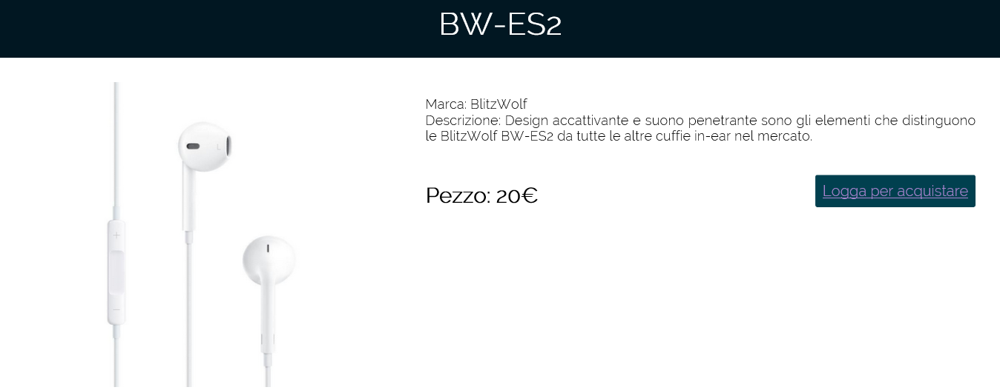 BW-ES2
Marca: BlitzWolf
Descrizione: Design accattivante e suono penetrante sono gli elementi che distinguono
le BlitzWolf BW-ES2 da tutte le altre cuffie in-ear nel mercato.
Pezzo: 20€
Logga per acquistare
L
+
−